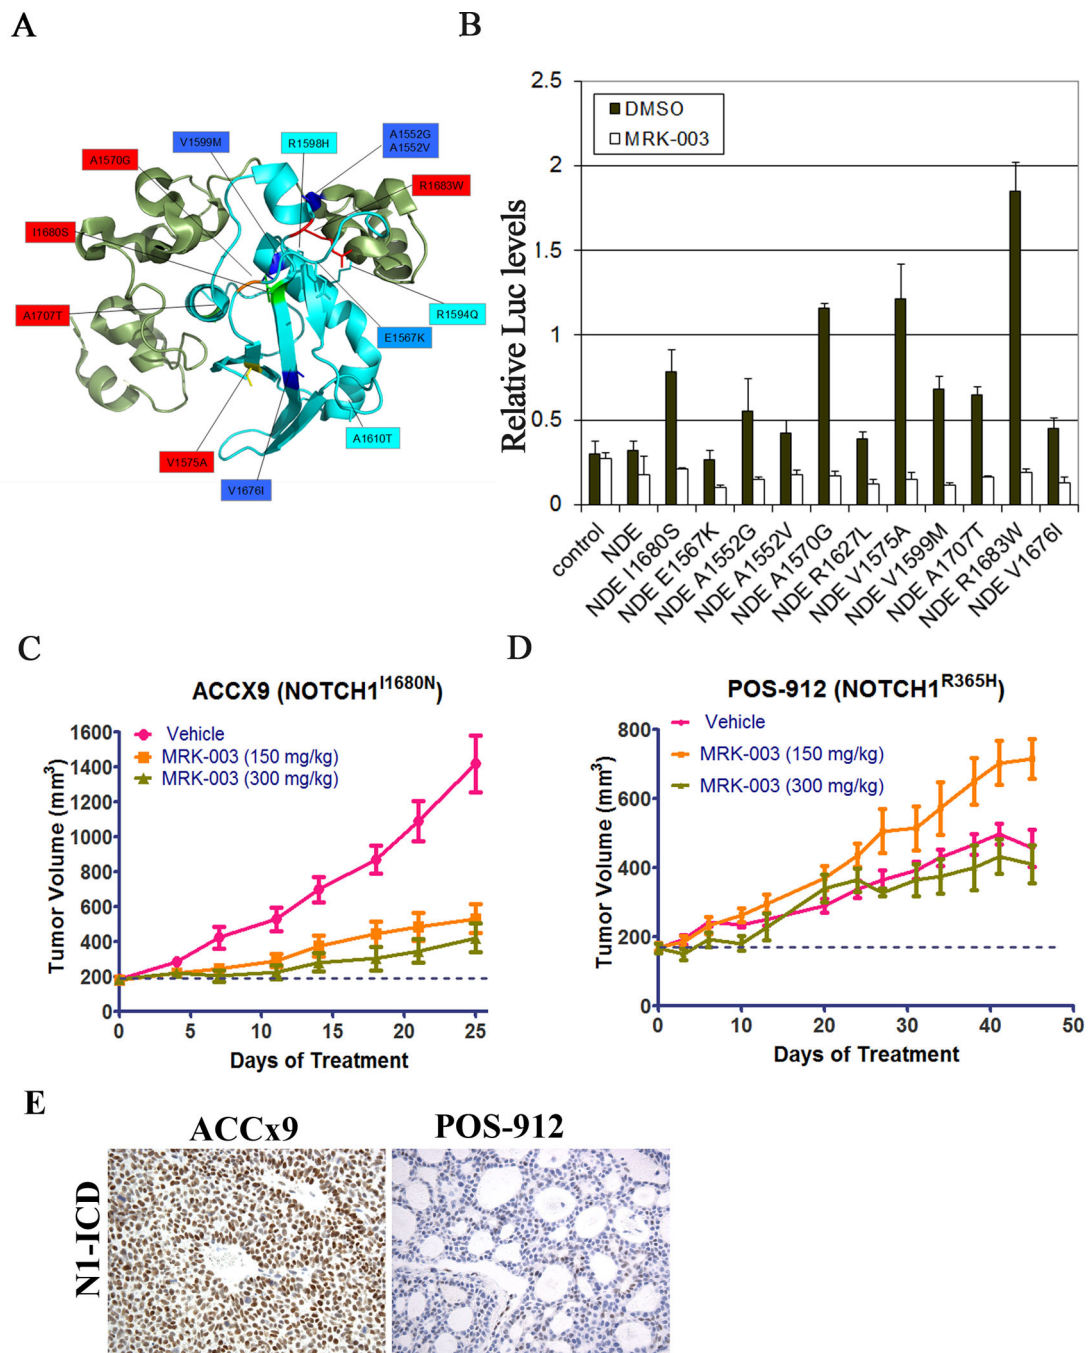 A
V1599M
R1598H
A1552G
A1552V
A1570G
R1683W
I1680S
A1707T
R1594Q
E1567K
A1610T
V1575A
V1676I
B
2.5
2
1.5
1
0.5
0
Relative Luc levels
DMSO
MRK-003
control
NDE
NDE I1680S
NDE E1567K
NDE A1552G
NDE A1552V
NDE A1570G
NDE R1627L
NDE V1575A
NDE V1599M
NDE A1707T
NDE R1683W
NDE V1676I
C
ACCX9 (NOTCH1I1680N)
Vehicle
MRK-003 (150 mg/kg)
MRK-003 (300 mg/kg)
1600
1400
1200
1000
800
600
400
200
0
Tumor Volume (mm3)
0 5 10 15 20 25
Days of Treatment
D
POS-912 (NOTCH1R365H)
Vehicle
MRK-003 (150 mg/kg)
MRK-003 (300 mg/kg)
800
600
400
200
0
Tumor Volume (mm3)
0 10 20 30 40 50
Days of Treatment
E
ACCx9 POS-912
N1-ICD